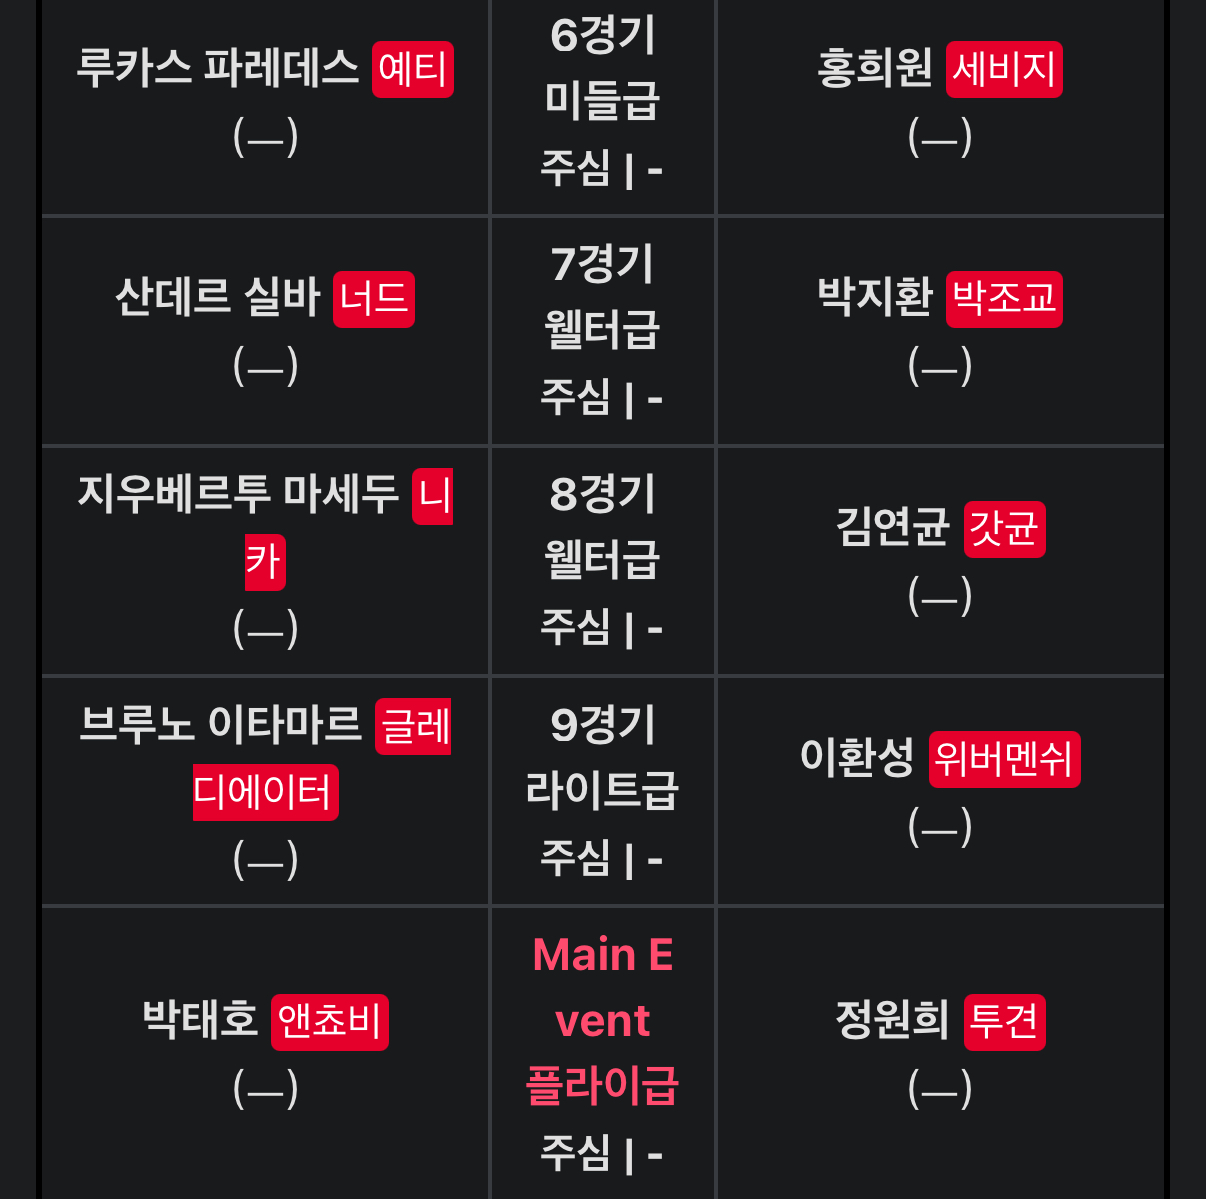 루카스 파레데스 예티
(ㅡ)
6경기
미들급
주심 | -
홍희원 세비지
(ㅡ)
산데르 실바 너드
(ㅡ)
7경기
웰터급
주심 | -
박지환 박조교
(ㅡ)
지우베르투 마세두 니
카
(ㅡ)
8경기
웰터급
주심 | -
김연균 갓균
(ㅡ)
브루노 이타마르 글레
디에이터
(ㅡ)
9경기
라이트급
주심 | -
이환성 위버멘쉬
(ㅡ)
박태호 앤쵸비
(ㅡ)
Main E
vent
플라이급
주심 | -
정원희 투견
(ㅡ)